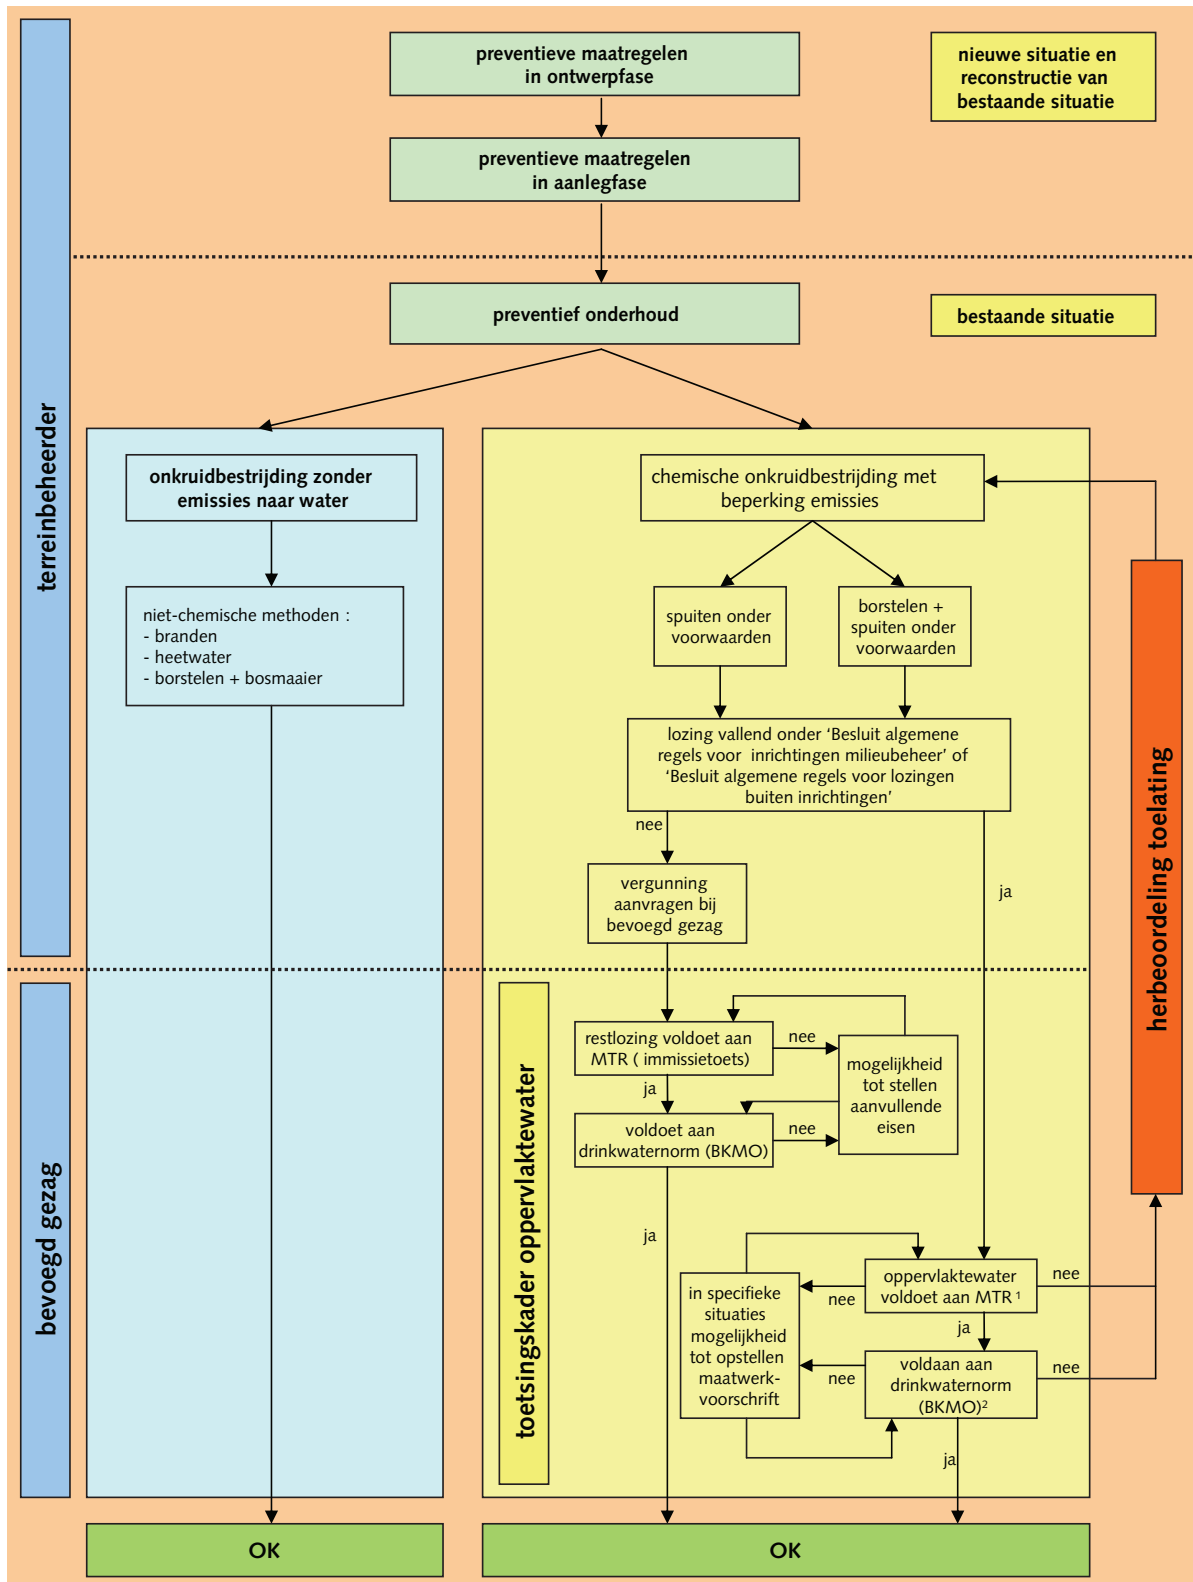 preventieve maatregelen
in ontwerpfase
nieuwe situatie en
reconstructie van
bestaande situatie
preventieve maatregelen
in aanlegfase
terreinbeheerder
preventief onderhoud
bestaande situatie
onkruidbestrijding zonder
emissies naar water
niet-chemische methoden :
- branden
- heetwater
- borstelen + bosmaaier
chemische onkruidbestrijding met
beperking emissies
spuiten onder
voorwaarden
borstelen +
spuiten onder
voorwaarden
lozing vallend onder ‘Besluit algemene
regels voor  inrichtingen milieubeheer’ of
‘Besluit algemene regels voor lozingen
buiten inrichtingen’
nee
ja
vergunning
aanvragen bij
bevoegd gezag
herbeoordeling toelating
bevoegd gezag
toetsingskader oppervlaktewater
restlozing voldoet aan
MTR ( immissietoets)
nee
ja
mogelijkheid
tot stellen
aanvullende
eisen
voldoet aan
drinkwaternorm (BKMO)
nee
ja
oppervlaktewater
voldoet aan MTR ¹
nee
nee
ja
in specifieke
situaties
mogelijkheid
tot opstellen
maatwerk-
voorschrift
voldaan aan
drinkwaternorm
(BKMO)²
nee
nee
ja
OK
OK